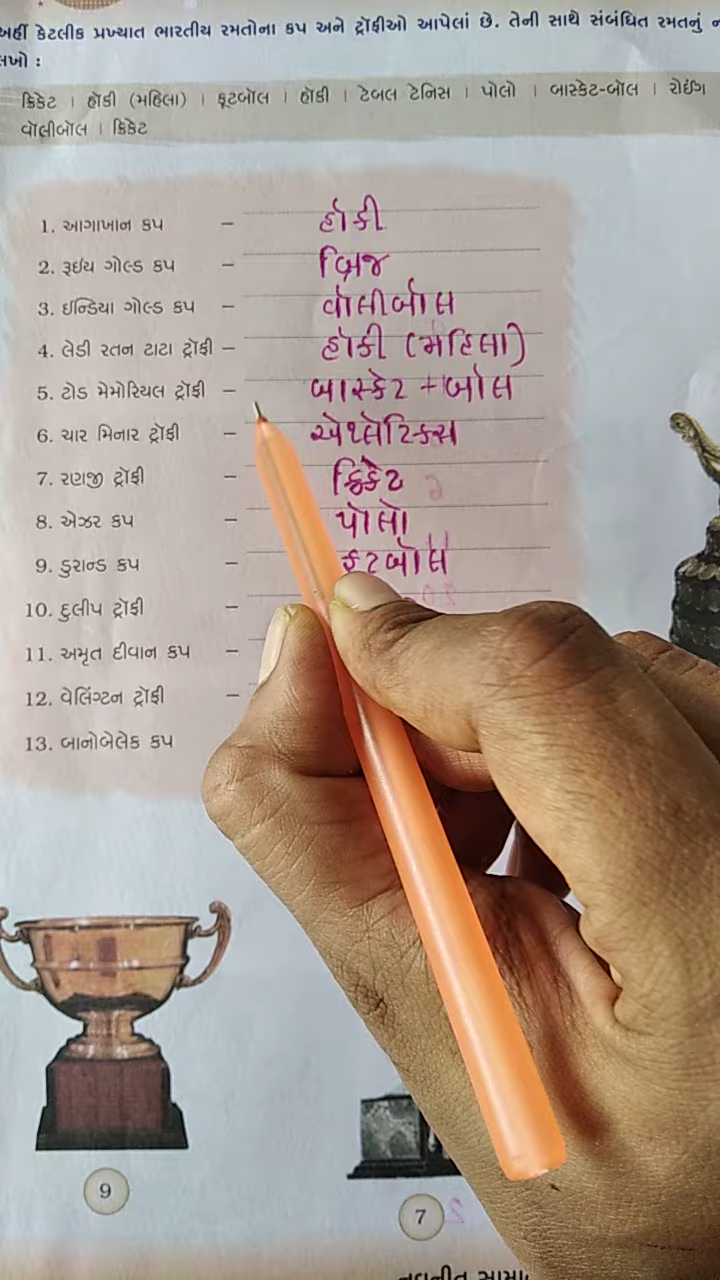 અહીં કેટલીક પ્રખ્યાત ભારતીય રમતોના કપ અને ટ્રૉફીઓ આપેલાં છે. તેની સાથે સંબંધિત રમતનું
લખો :
ક્રિકેટ | હૉકી (મહિલા) | ફૂટબૉલ | હૉકી | ટેબલ ટેનિસ | પોલો | બાસ્કેટ-બૉલ | રોઈંગ
વૉલીબૉલ | ક્રિકેટ
1. આગાખાન કપ – હૉકી
2. રૂઈય ગોલ્ડ કપ – બ્રિજ
3. ઇન્ડિયા ગોલ્ડ કપ – વૉલીબૉલ
4. લેડી રતન ટાટા ટ્રૉફી – હૉકી (મહિલા)
5. ટોડ મેમોરિયલ ટ્રૉફી – બાસ્કેટ બૉલ
6. ચાર મિનાર ટ્રૉફી – એથ્લેટિક્સ
7. રણજી ટ્રૉફી – ક્રિકેટ
8. એઝર કપ – પોલો
9. ડુરાન્ડ કપ – ફુટબૉલ
10. દુલીપ ટ્રૉફી –
11. અમૃત દીવાન કપ –
12. વેલિંગ્ટન ટ્રૉફી –
13. બાનોબેલેક કપ
9
7
નવનીત